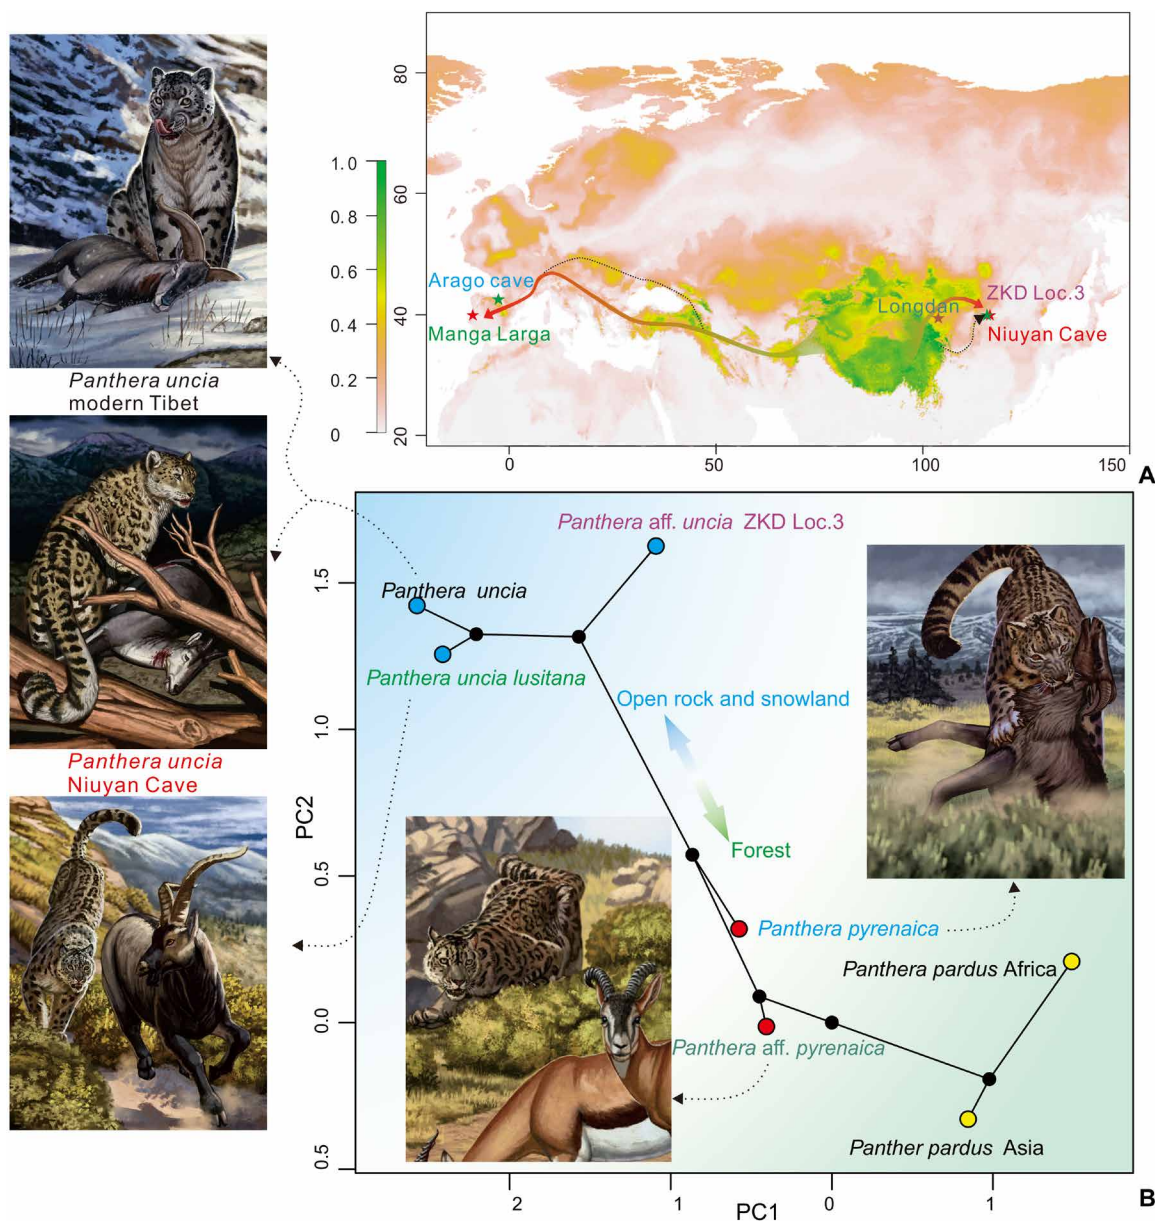 80
60
40
20
1.0
0.8
0.6
0.4
0.2
0
Arago cave
Manga Larga
Longdan
ZKD Loc.3
Niuyan Cave
0
50
100
150
A
Panthera uncia
modern Tibet
Panthera uncia
Niuyan Cave
Panthera aff. uncia ZKD Loc.3
Panthera uncia
Panthera uncia lusitana
Open rock and snowland
Forest
Panthera pyrenaica
Panthera pardus Africa
Panthera aff. pyrenaica
Panther pardus Asia
PC2
1.5
1.0
0.5
0.0
0.5
2
1
0
1
PC1
B